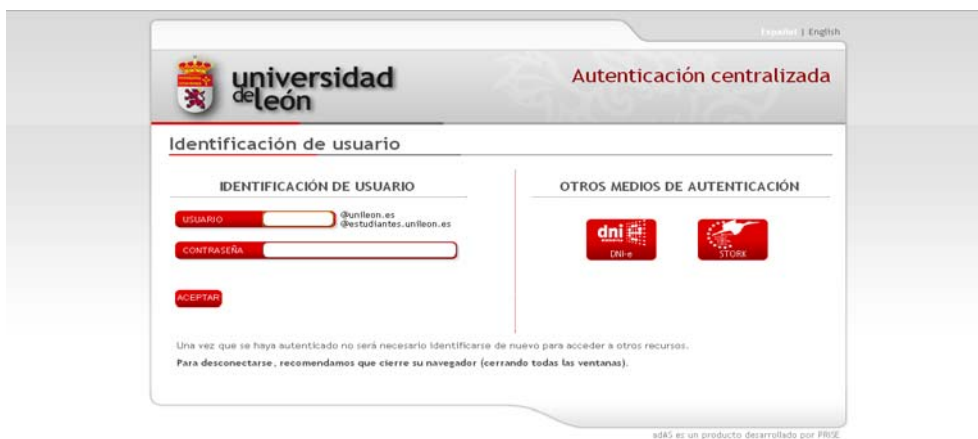 Español | English
universidad
de león
Autenticación centralizada
Identificación de usuario
IDENTIFICACIÓN DE USUARIO
USUARIO
@unileon.es
@estudiantes.unileon.es
CONTRASEÑA
ACEPTAR
OTROS MEDIOS DE AUTENTICACIÓN
dni
DNI-e
STORK
Una vez que se haya autenticado no será necesario identificarse de nuevo para acceder a otros recursos.
Para desconectarse, recomendamos que cierre su navegador (cerrando todas las ventanas).
adAS es un producto desarrollado por PRISE